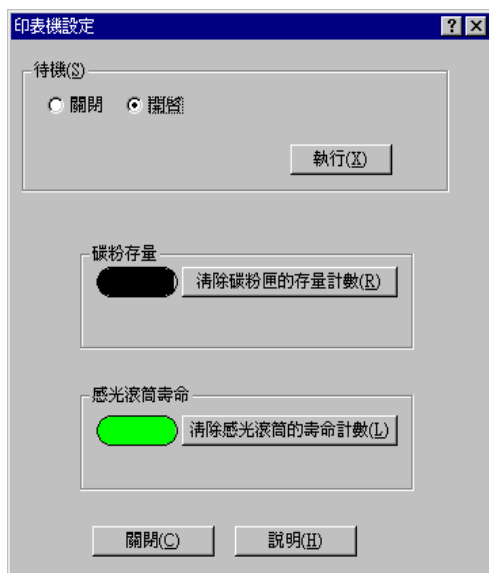 印表機設定
待機(S)
關閉 開啟
執行(X)
碳粉存量
清除碳粉匣的存量計數(R)
感光滾筒壽命
清除感光滾筒的壽命計數(L)
關閉(C) 說明(H)